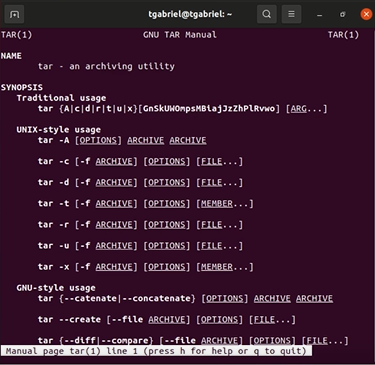 tgabriel@tgabriel: ~
TAR(1) GNU TAR Manual TAR(1)
NAME
tar - an archiving utility
SYNOPSIS
Traditional usage
tar {A|c|d|r|t|u|x}[GnSkUWOmpsMBiajJzZhPlRvwo] [ARG...]
UNIX-style usage
tar -A [OPTIONS] ARCHIVE ARCHIVE
tar -c [-f ARCHIVE] [OPTIONS] [FILE...]
tar -d [-f ARCHIVE] [OPTIONS] [FILE...]
tar -t [-f ARCHIVE] [OPTIONS] [MEMBER...]
tar -r [-f ARCHIVE] [OPTIONS] [FILE...]
tar -u [-f ARCHIVE] [OPTIONS] [FILE...]
tar -x [-f ARCHIVE] [OPTIONS] [MEMBER...]
GNU-style usage
tar {--catenate|--concatenate} [OPTIONS] ARCHIVE ARCHIVE
tar --create [--file ARCHIVE] [OPTIONS] [FILE...]
tar {--diff|--compare} [--file ARCHIVE] [OPTIONS] [FILE...]
Manual page tar(1) line 1 (press h for help or q to quit)